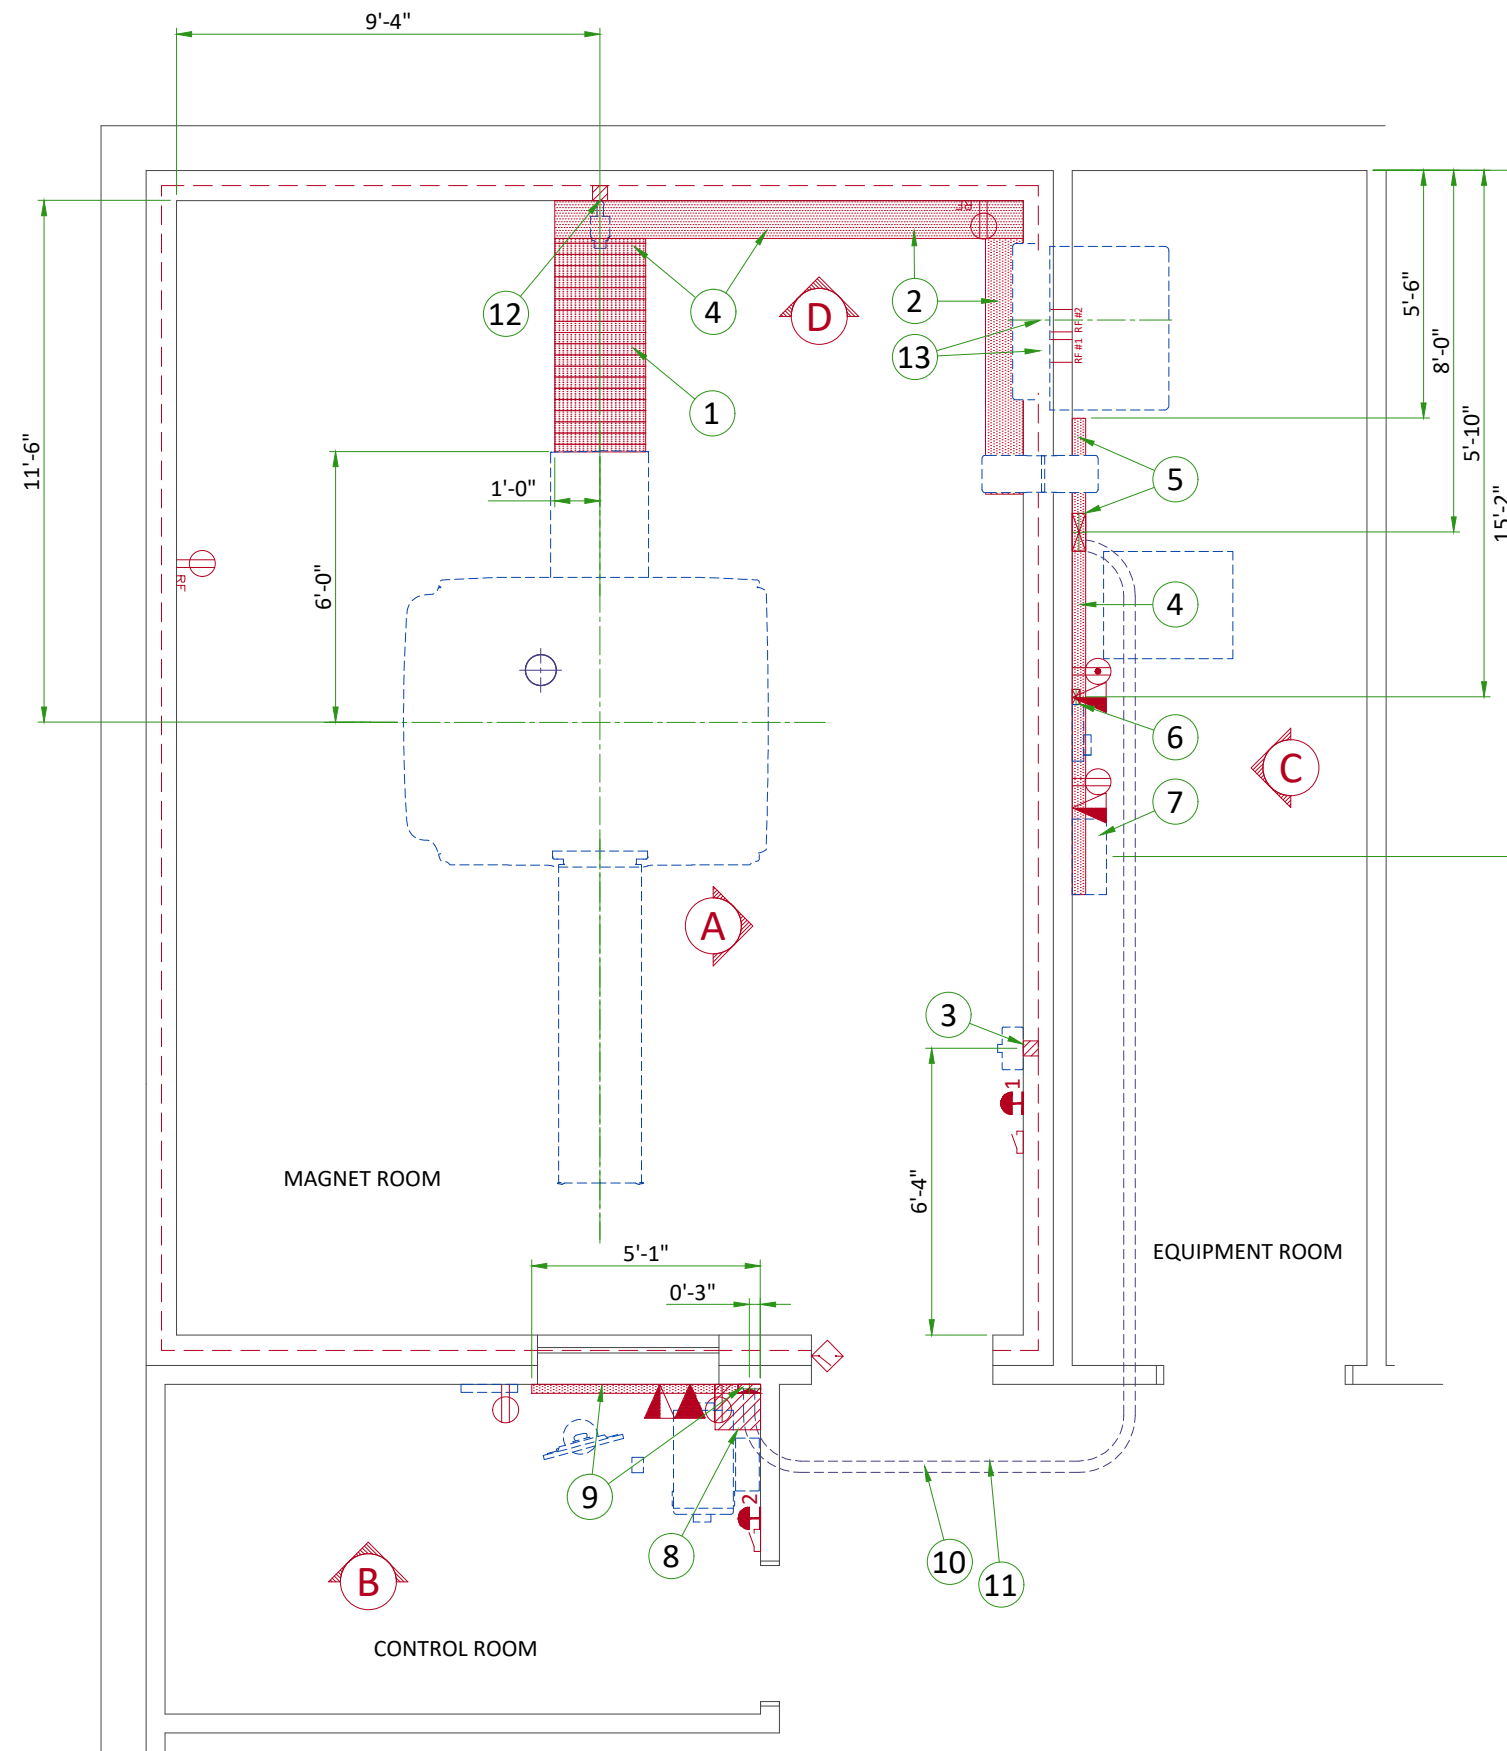 9'-4"
RF
12
4
D
2
13
RF #1 RF #2
5'-6"
8'-0"
5'-10"
15'-2"
1
11'-6"
1'-0"
5
RF
6'-0"
4
6
C
7
A
3
1
6'-4"
MAGNET ROOM
EQUIPMENT ROOM
5'-1"
0'-3"
9
2
8
10
11
B
CONTROL ROOM